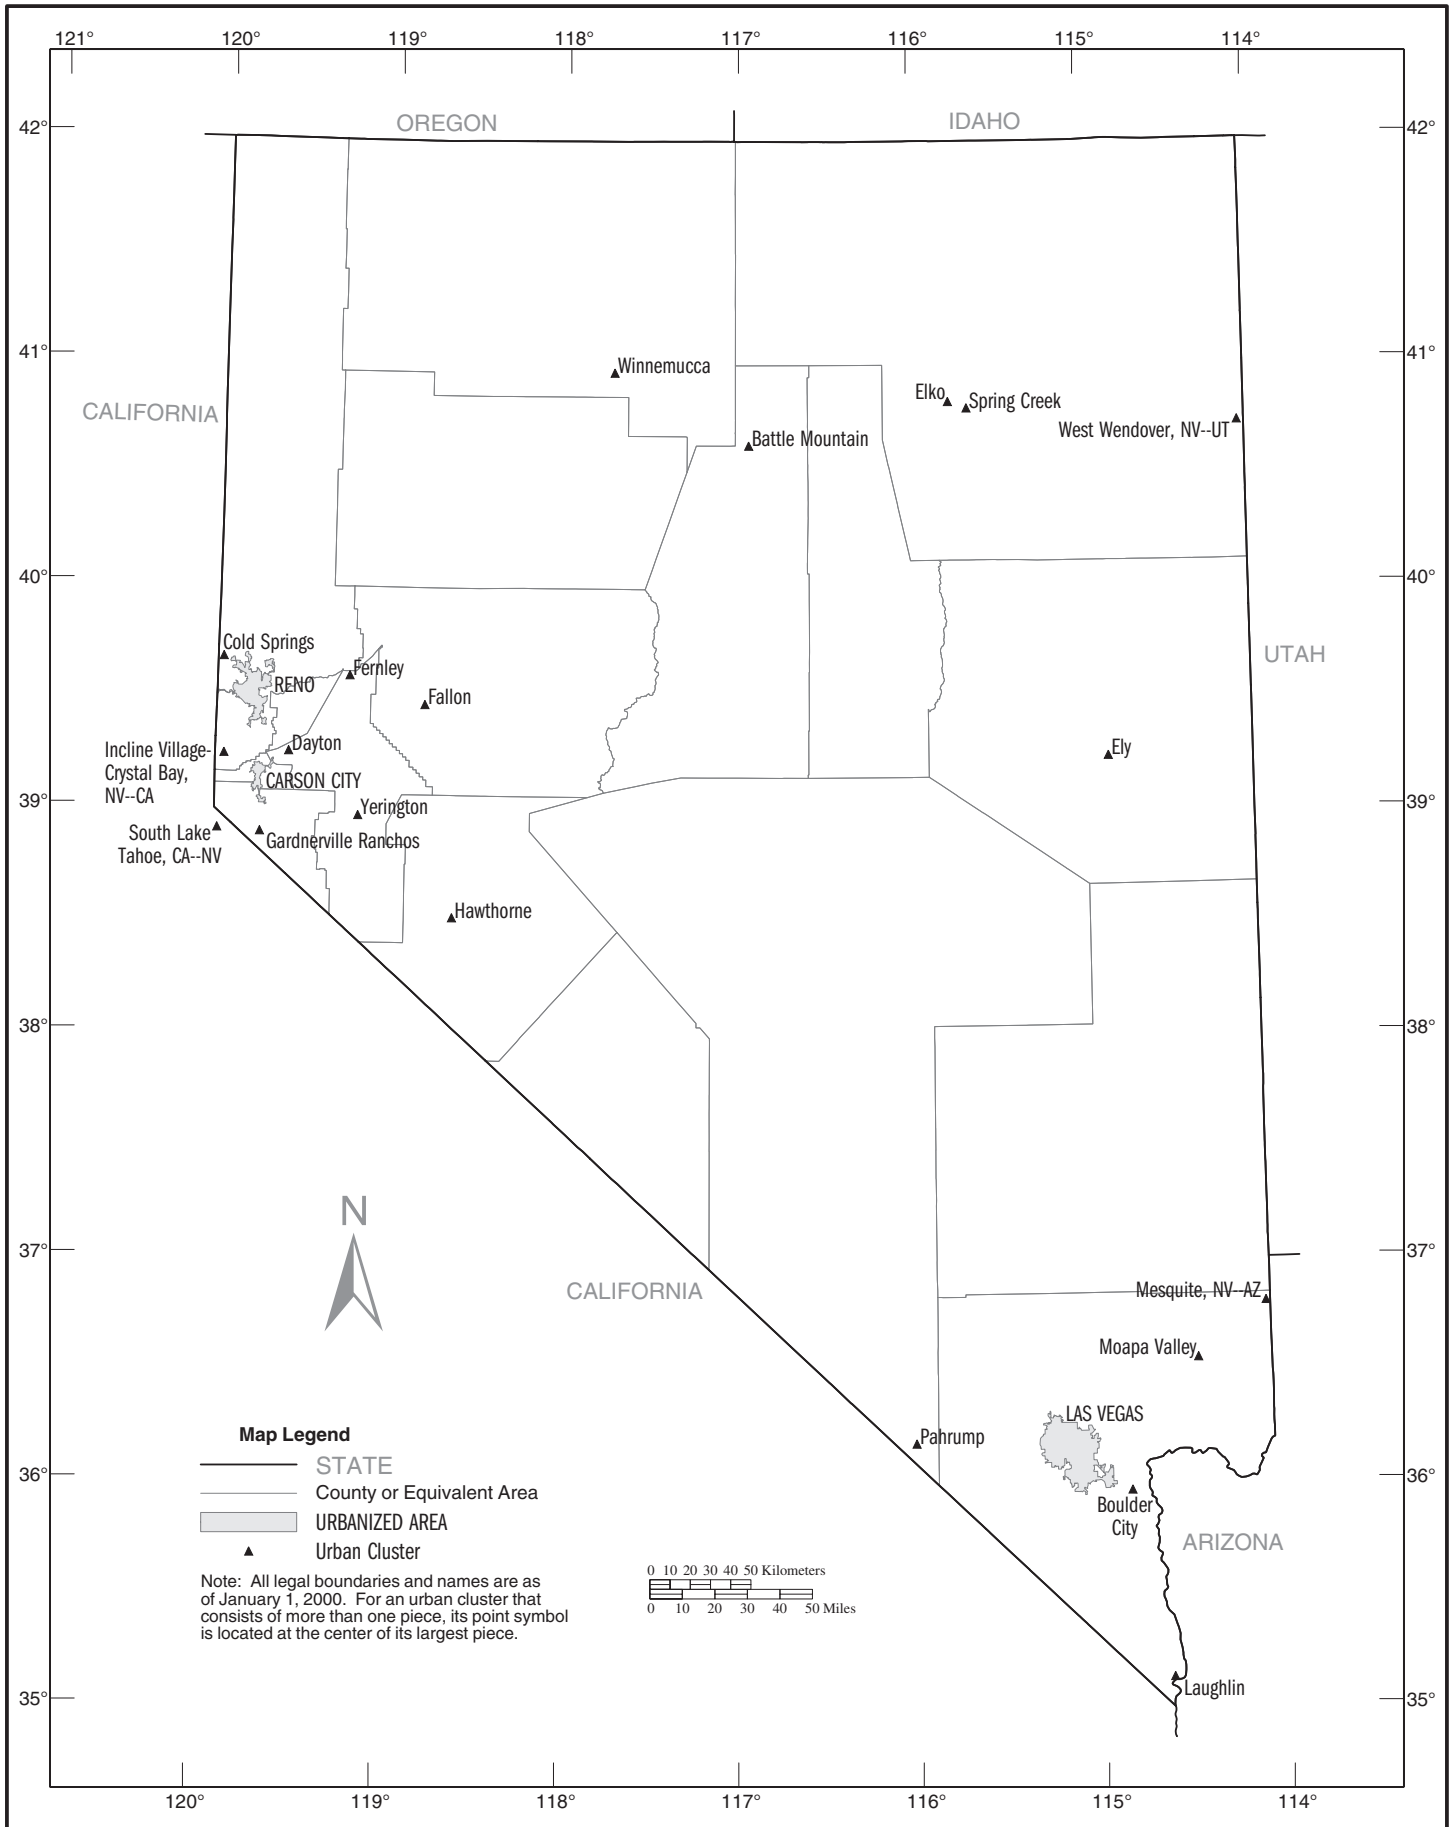 121°
120°
119°
118°
117°
116°
115°
114°
OREGON
IDAHO
42°
42°
41°
41°
Winnemucca
Elko
Spring Creek
CALIFORNIA
West Wendover, NV--UT
Battle Mountain
40°
40°
Cold Springs
UTAH
Fernley
RENO
Fallon
Incline Village-
Crystal Bay,
NV--CA
Dayton
Ely
CARSON CITY
39°
39°
Yerington
South Lake
Tahoe, CA--NV
Gardnerville Ranchos
Hawthorne
38°
38°
N
37°
37°
CALIFORNIA
Mesquite, NV--AZ
Moapa Valley
LAS VEGAS
Pahrump
36°
36°
Boulder
City
ARIZONA
Map Legend
STATE
County or Equivalent Area
URBANIZED AREA
Urban Cluster
Note: All legal boundaries and names are as
of January 1, 2000. For an urban cluster that
consists of more than one piece, its point symbol
is located at the center of its largest piece.
0 10 20 30 40 50 Kilometers
0 10 20 30 40 50 Miles
35°
35°
Laughlin
120°
119°
118°
117°
116°
115°
114°